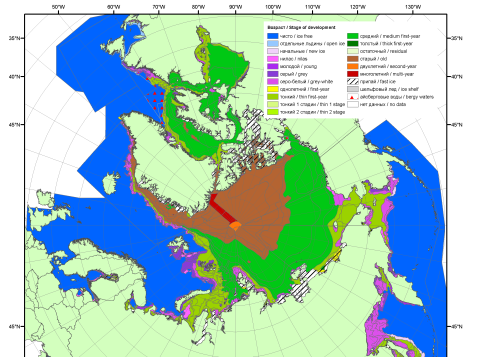 50°W 60°W 70°W 80°W 90°W 100°W 110°W 120°W 130°W
35°N 35°N
40°N 40°N
45°N 45°N
Возраст / Stage of development
чисто / ice free
отдельные льдины / open ice
начальные / new ice
нилас / nilas
молодой / young
серый / grey
серо-белый / grey-white
однолетний / first-year
тонкий / thin first-year
тонкий 1 стадии / thin 1 stage
тонкий 2 стадии / thin 2 stage
средний / medium first-year
толстый / thick first-year
остаточный / residual
старый / old
двухлетний / second-year
многолетний / multi-year
припай / fast ice
шельфовый лед / ice shelf
айсберговые воды / bergy waters
нет данных / no data
45°N 45°N